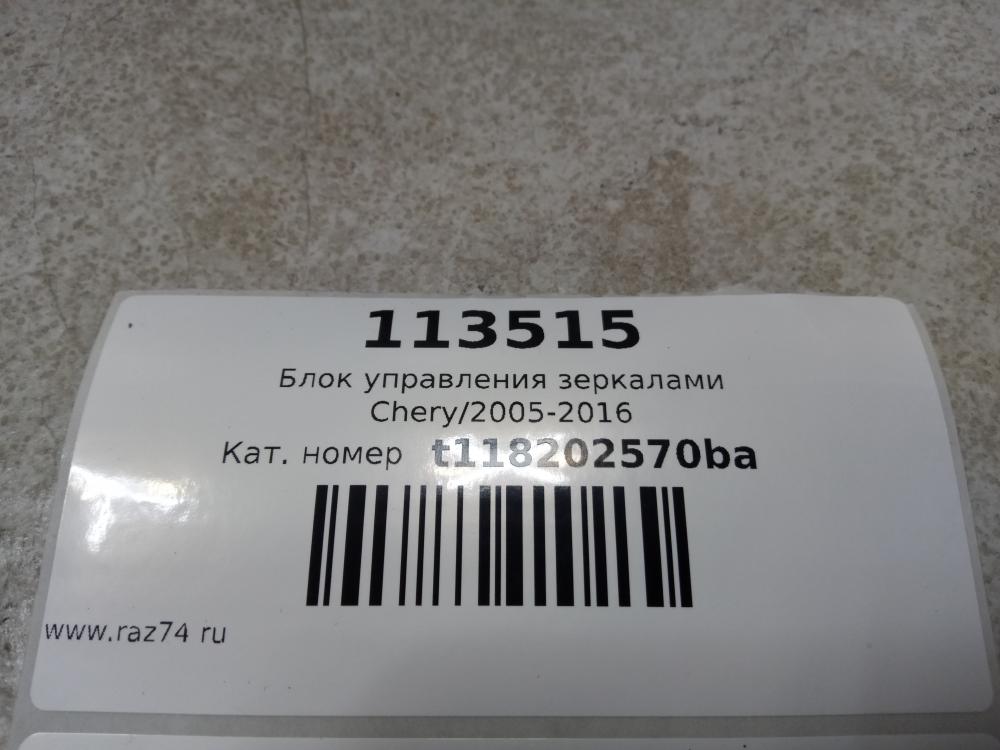 113515
Блок управления зеркалами
Chery/2005-2016
Кат. номер t118202570ba
www.raz74 ru